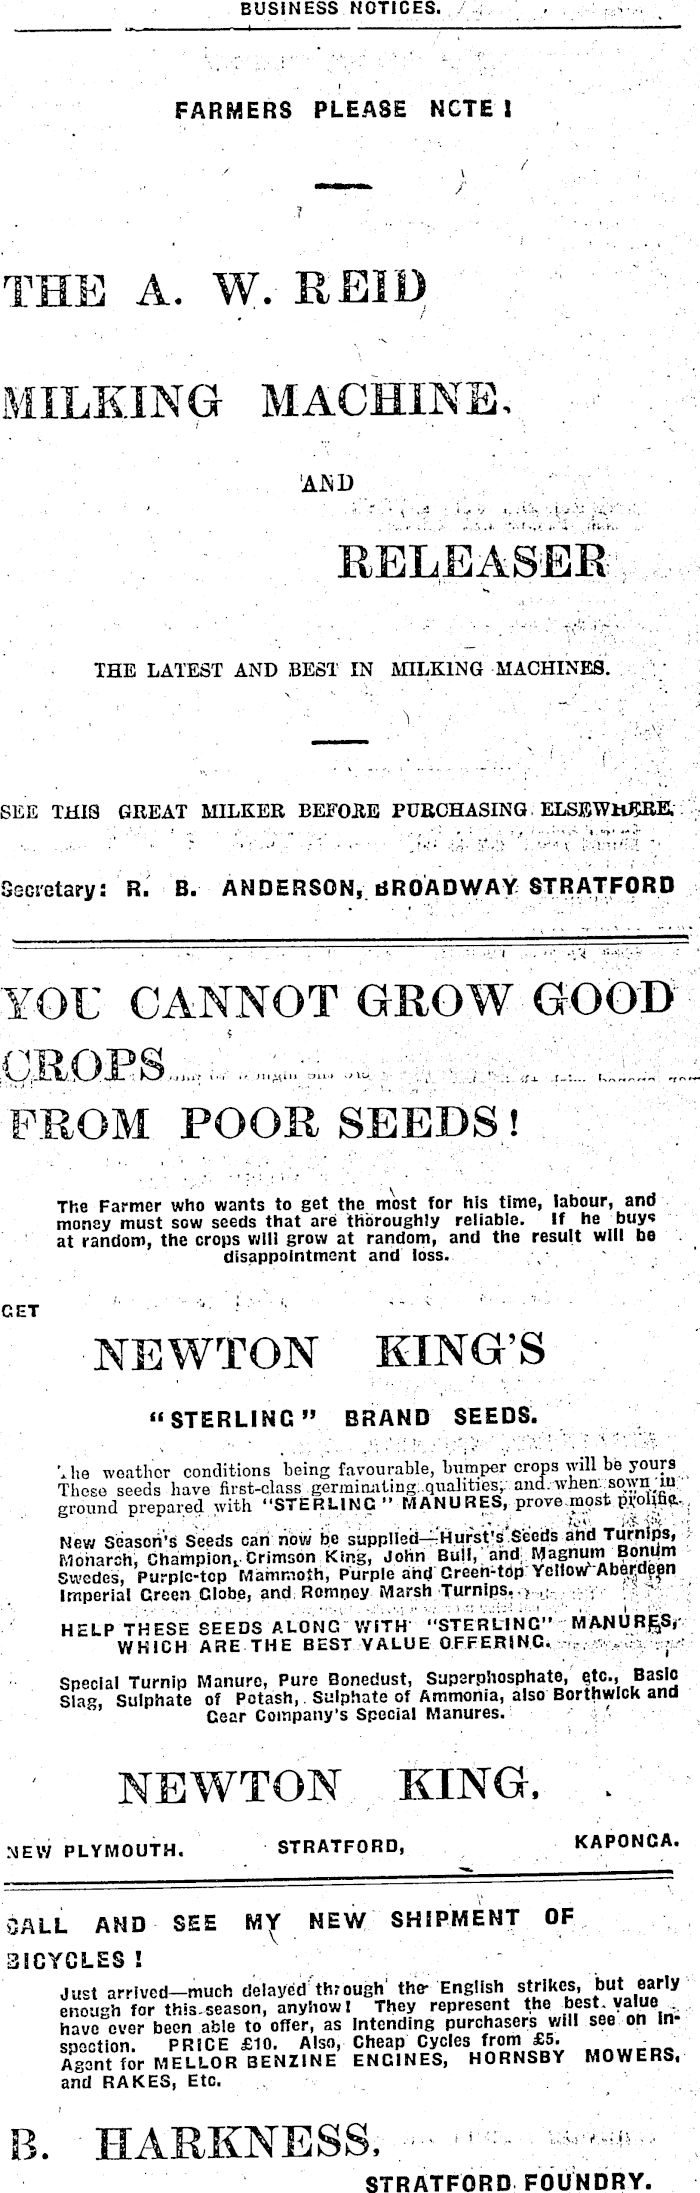 BUSINESS NOTICES.
FARMERS PLEASE NOTE!
THE A. W. REID
MILKING MACHINE.
AND
RELEASER
THE LATEST AND BEST IN MILKING MACHINES.
SEE THIS GREAT MILKER BEFORE PURCHASING ELSEWHERE.
Secretary: R. B. ANDERSON, BROADWAY STRATFORD
YOU CANNOT GROW GOOD
CROPS
FROM POOR SEEDS!
The Farmer who wants to get the most for his time, labour, and
money must sow seeds that are thoroughly reliable. If he buys
at random, the crops will grow at random, and the result will be
disappointment and loss.
GET
NEWTON KING'S
"STERLING" BRAND SEEDS.
The weather conditions being favourable, bumper crops will be yours
These seeds have first-class germinating qualities, and when sown in
ground prepared with "STERLING" MANURES, prove most prolific.
New Season's Seeds can now be supplied—Hurst's Seeds and Turnips,
Monarch, Champion, Crimson King, John Bull, and Magnum Bonum
Swedes, Purple-top Mammoth, Purple and Green-top Yellow Aberdeen
Imperial Green Globe, and Romney Marsh Turnips.
HELP THESE SEEDS ALONG WITH "STERLING" MANURES,
WHICH ARE THE BEST VALUE OFFERING.
Special Turnip Manure, Pure Bonedust, Superphosphate, etc., Basic
Slag, Sulphate of Potash, Sulphate of Ammonia, also Borthwick and
Gear Company's Special Manures.
NEWTON KING,
NEW PLYMOUTH. STRATFORD, KAPONGA.
CALL AND SEE MY NEW SHIPMENT OF
BICYCLES!
Just arrived—much delayed through the English strikes, but early
enough for this season, anyhow! They represent the best value
have ever been able to offer, as intending purchasers will see on in-
spection. PRICE £10. Also, Cheap Cycles from £5.
Agent for MELLOR BENZINE ENGINES, HORNSBY MOWERS,
and RAKES, Etc.
B. HARKNESS,
STRATFORD FOUNDRY.